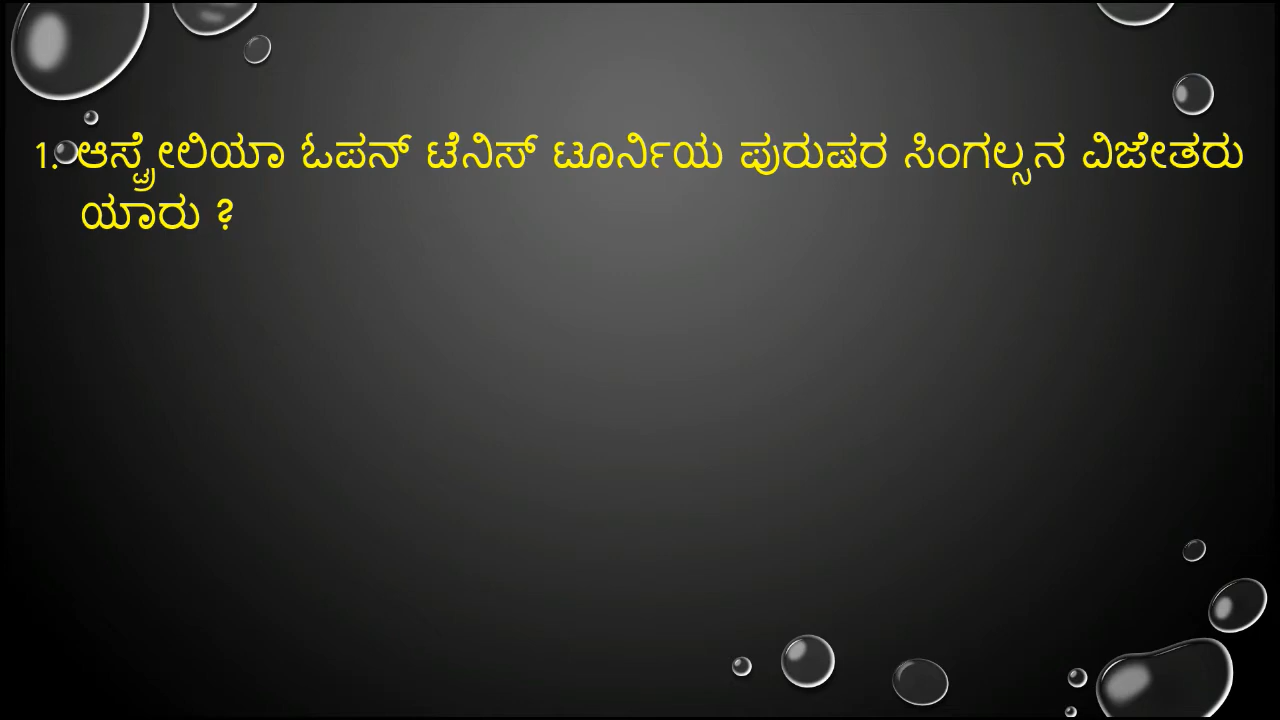 1. ಆಸ್ಟ್ರೇಲಿಯಾ ಓಪನ್ ಟೆನಿಸ್ ಟೂರ್ನಿಯ ಪುರುಷರ ಸಿಂಗಲ್ಸನ ವಿಜೇತರು
ಯಾರು ?